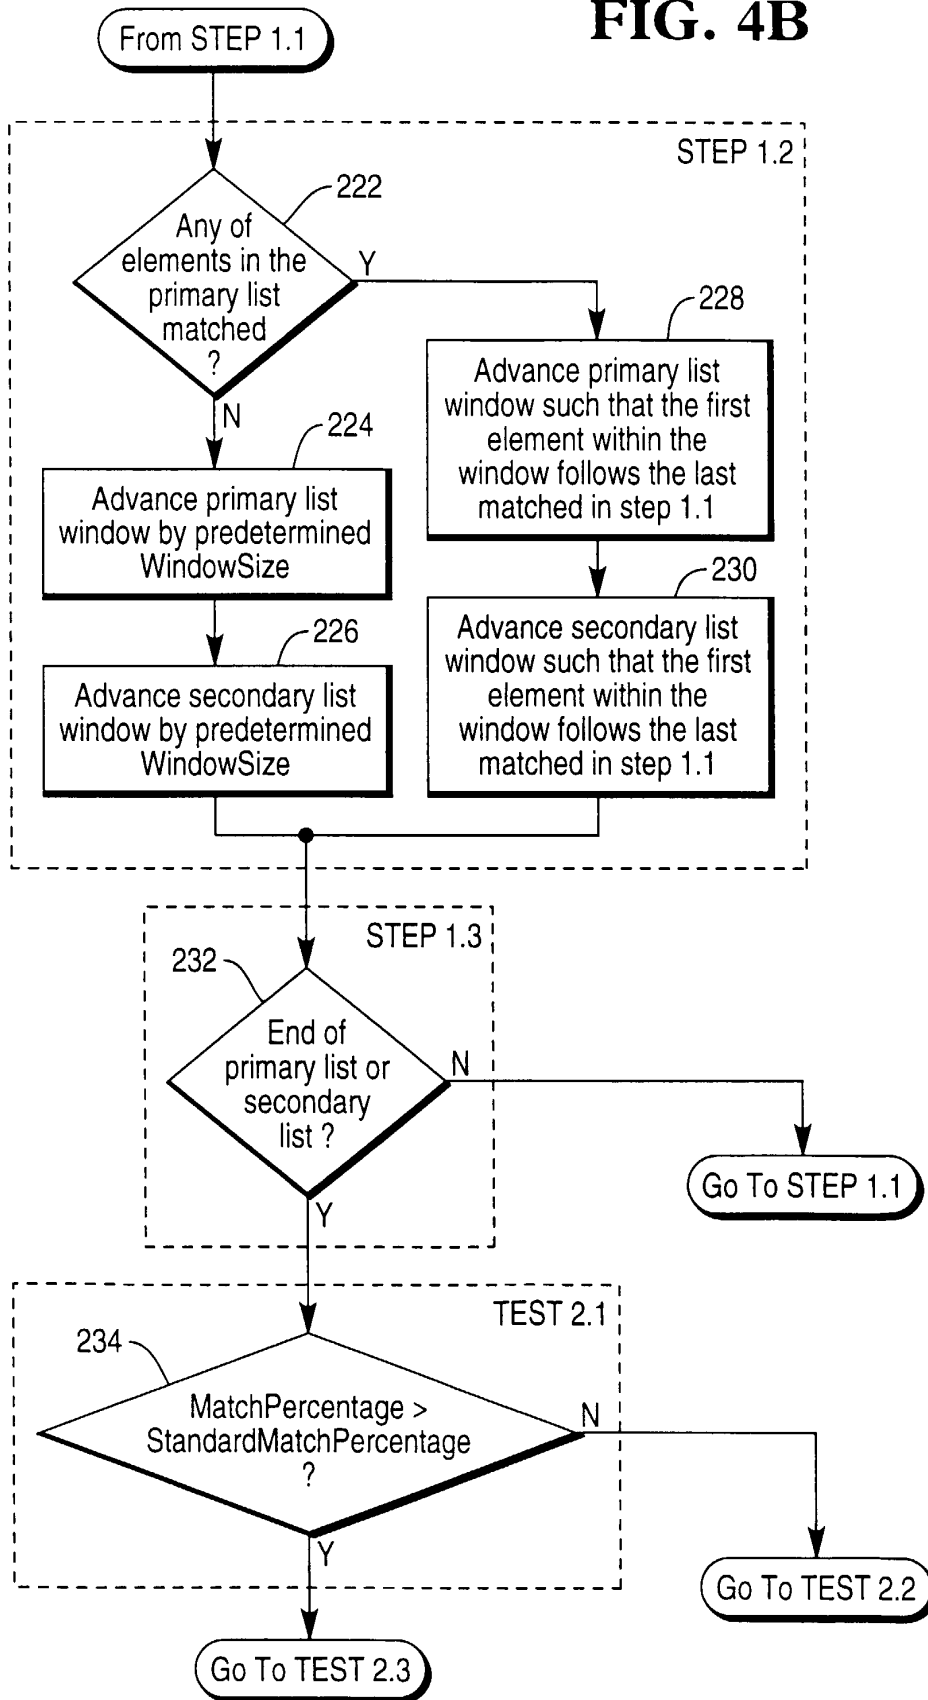 FIG. 4B
From STEP 1.1
STEP 1.2
222
Any of
elements in the
primary list
matched
?
Y
N
224
Advance primary list
window by predetermined
WindowSize
226
Advance secondary list
window by predetermined
WindowSize
228
Advance primary list
window such that the first
element within the
window follows the last
matched in step 1.1
230
Advance secondary list
window such that the first
element within the
window follows the last
matched in step 1.1
STEP 1.3
232
End of
primary list or
secondary
list ?
N
Y
Go To STEP 1.1
TEST 2.1
234
MatchPercentage >
StandardMatchPercentage
?
N
Y
Go To TEST 2.2
Go To TEST 2.3